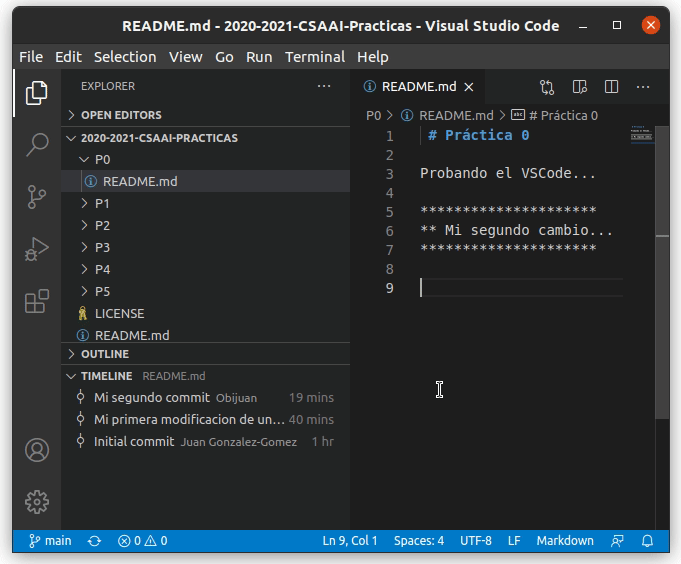 README.md - 2020-2021-CSAAI-Practicas - Visual Studio Code
File Edit Selection View Go Run Terminal Help
EXPLORER
OPEN EDITORS
2020-2021-CSAAI-PRACTICAS
P0
README.md
P1
P2
P3
P4
P5
LICENSE
README.md
OUTLINE
TIMELINE README.md
Mi segundo commit Obijuan 19 mins
Mi primera modificacion de un... 40 mins
Initial commit Juan Gonzalez-Gomez 1 hr
README.md
P0 > README.md > abc # Práctica 0
1 # Práctica 0
2
3 Probando el VSCode...
4
5 *********************
6 ** Mi segundo cambio...
7 *********************
8
9
main 0 0 Ln 9, Col 1 Spaces: 4 UTF-8 LF Markdown